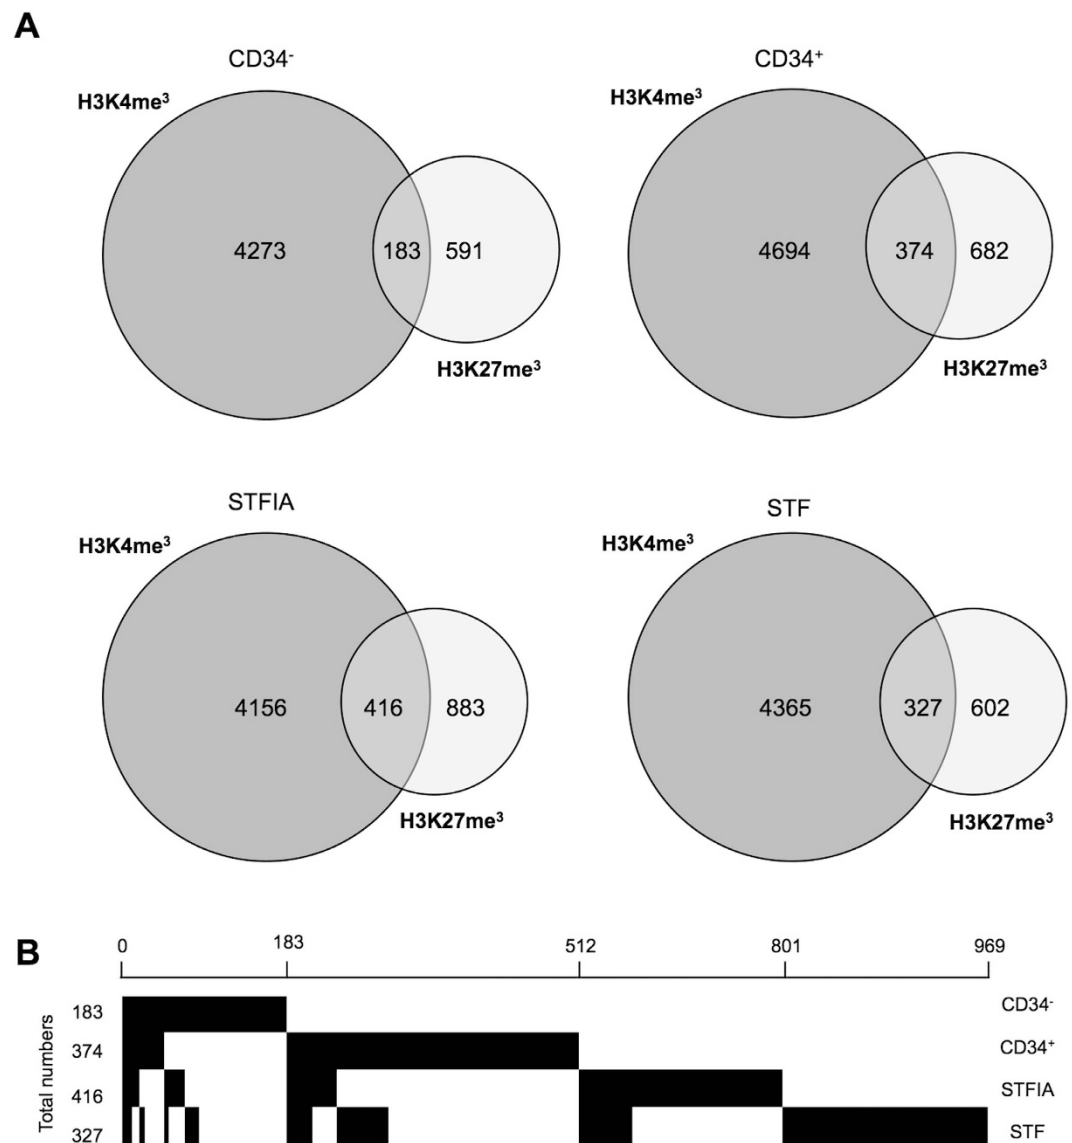 A
CD34⁻
CD34⁺
H3K4me³
H3K4me³
4273
183
591
4694
374
682
H3K27me³
H3K27me³
STFIA
STF
H3K4me³
H3K4me³
4156
416
883
4365
327
602
H3K27me³
H3K27me³
B
0
183
512
801
969
Total numbers
183
CD34⁻
374
CD34⁺
416
STFIA
327
STF